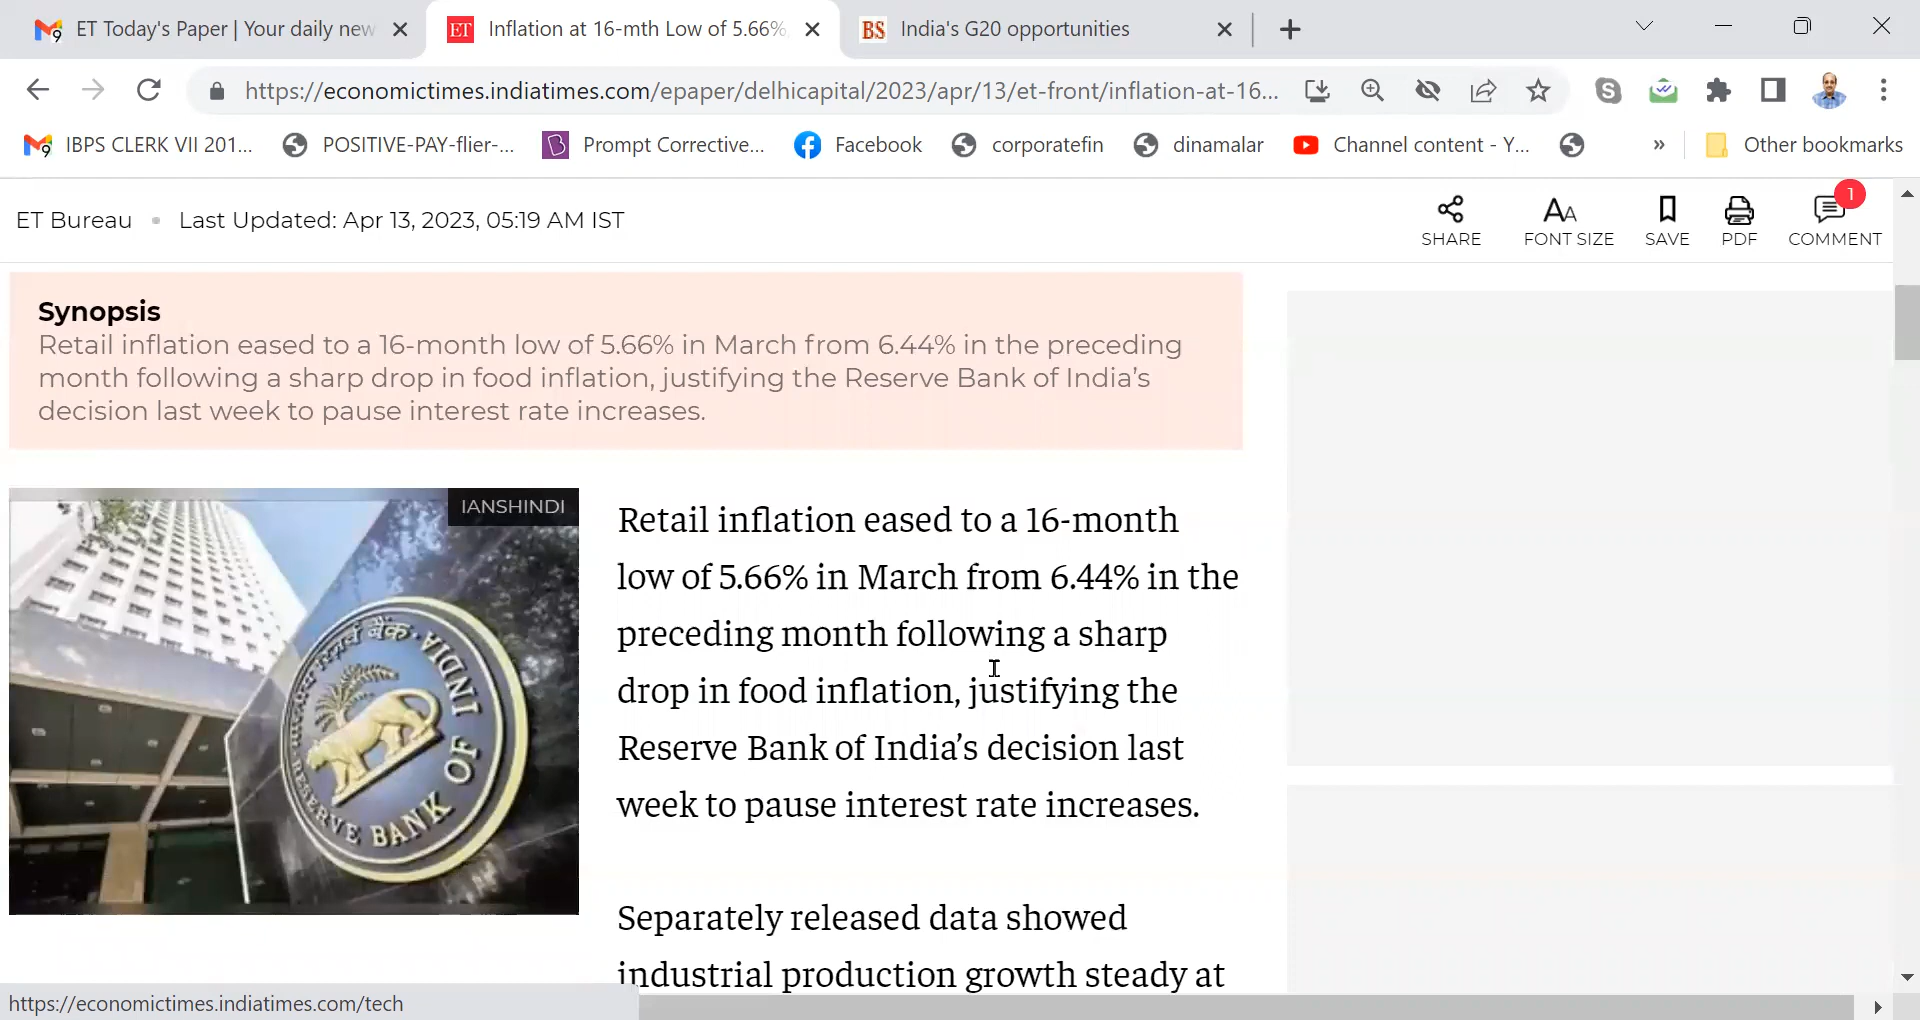 ET Today's Paper | Your daily new
Inflation at 16-mth Low of 5.66%
India's G20 opportunities
https://economictimes.indiatimes.com/epaper/delhicapital/2023/apr/13/et-front/inflation-at-16...
IBPS CLERK VII 201...
POSITIVE-PAY-flier-...
Prompt Corrective...
Facebook
corporatefin
dinamalar
Channel content - Y...
»
Other bookmarks
ET Bureau • Last Updated: Apr 13, 2023, 05:19 AM IST
SHARE
FONT SIZE
SAVE
PDF
1
COMMENT
Synopsis
Retail inflation eased to a 16-month low of 5.66% in March from 6.44% in the preceding
month following a sharp drop in food inflation, justifying the Reserve Bank of India's
decision last week to pause interest rate increases.
IANSHINDI
RESERVE BANK OF INDIA
Retail inflation eased to a 16-month
low of 5.66% in March from 6.44% in the
preceding month following a sharp
drop in food inflation, justifying the
Reserve Bank of India’s decision last
week to pause interest rate increases.
Separately released data showed
industrial production growth steady at
https://economictimes.indiatimes.com/tech